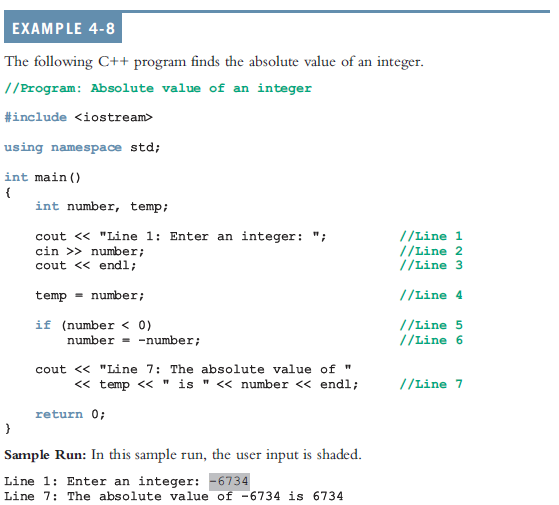 EXAMPLE 4-8
The following C++ program finds the absolute value of an integer.
//Program: Absolute value of an integer
#include <iostream>
using namespace std;
int main()
{
    int number, temp;
    cout << "Line 1: Enter an integer: ";                //Line 1
    cin >> number;                                       //Line 2
    cout << endl;                                        //Line 3
    temp = number;                                       //Line 4
    if (number < 0)                                      //Line 5
        number = -number;                                //Line 6
    cout << "Line 7: The absolute value of "
         << temp << " is " << number << endl;            //Line 7
    return 0;
}
Sample Run: In this sample run, the user input is shaded.
Line 1: Enter an integer: -6734
Line 7: The absolute value of -6734 is 6734